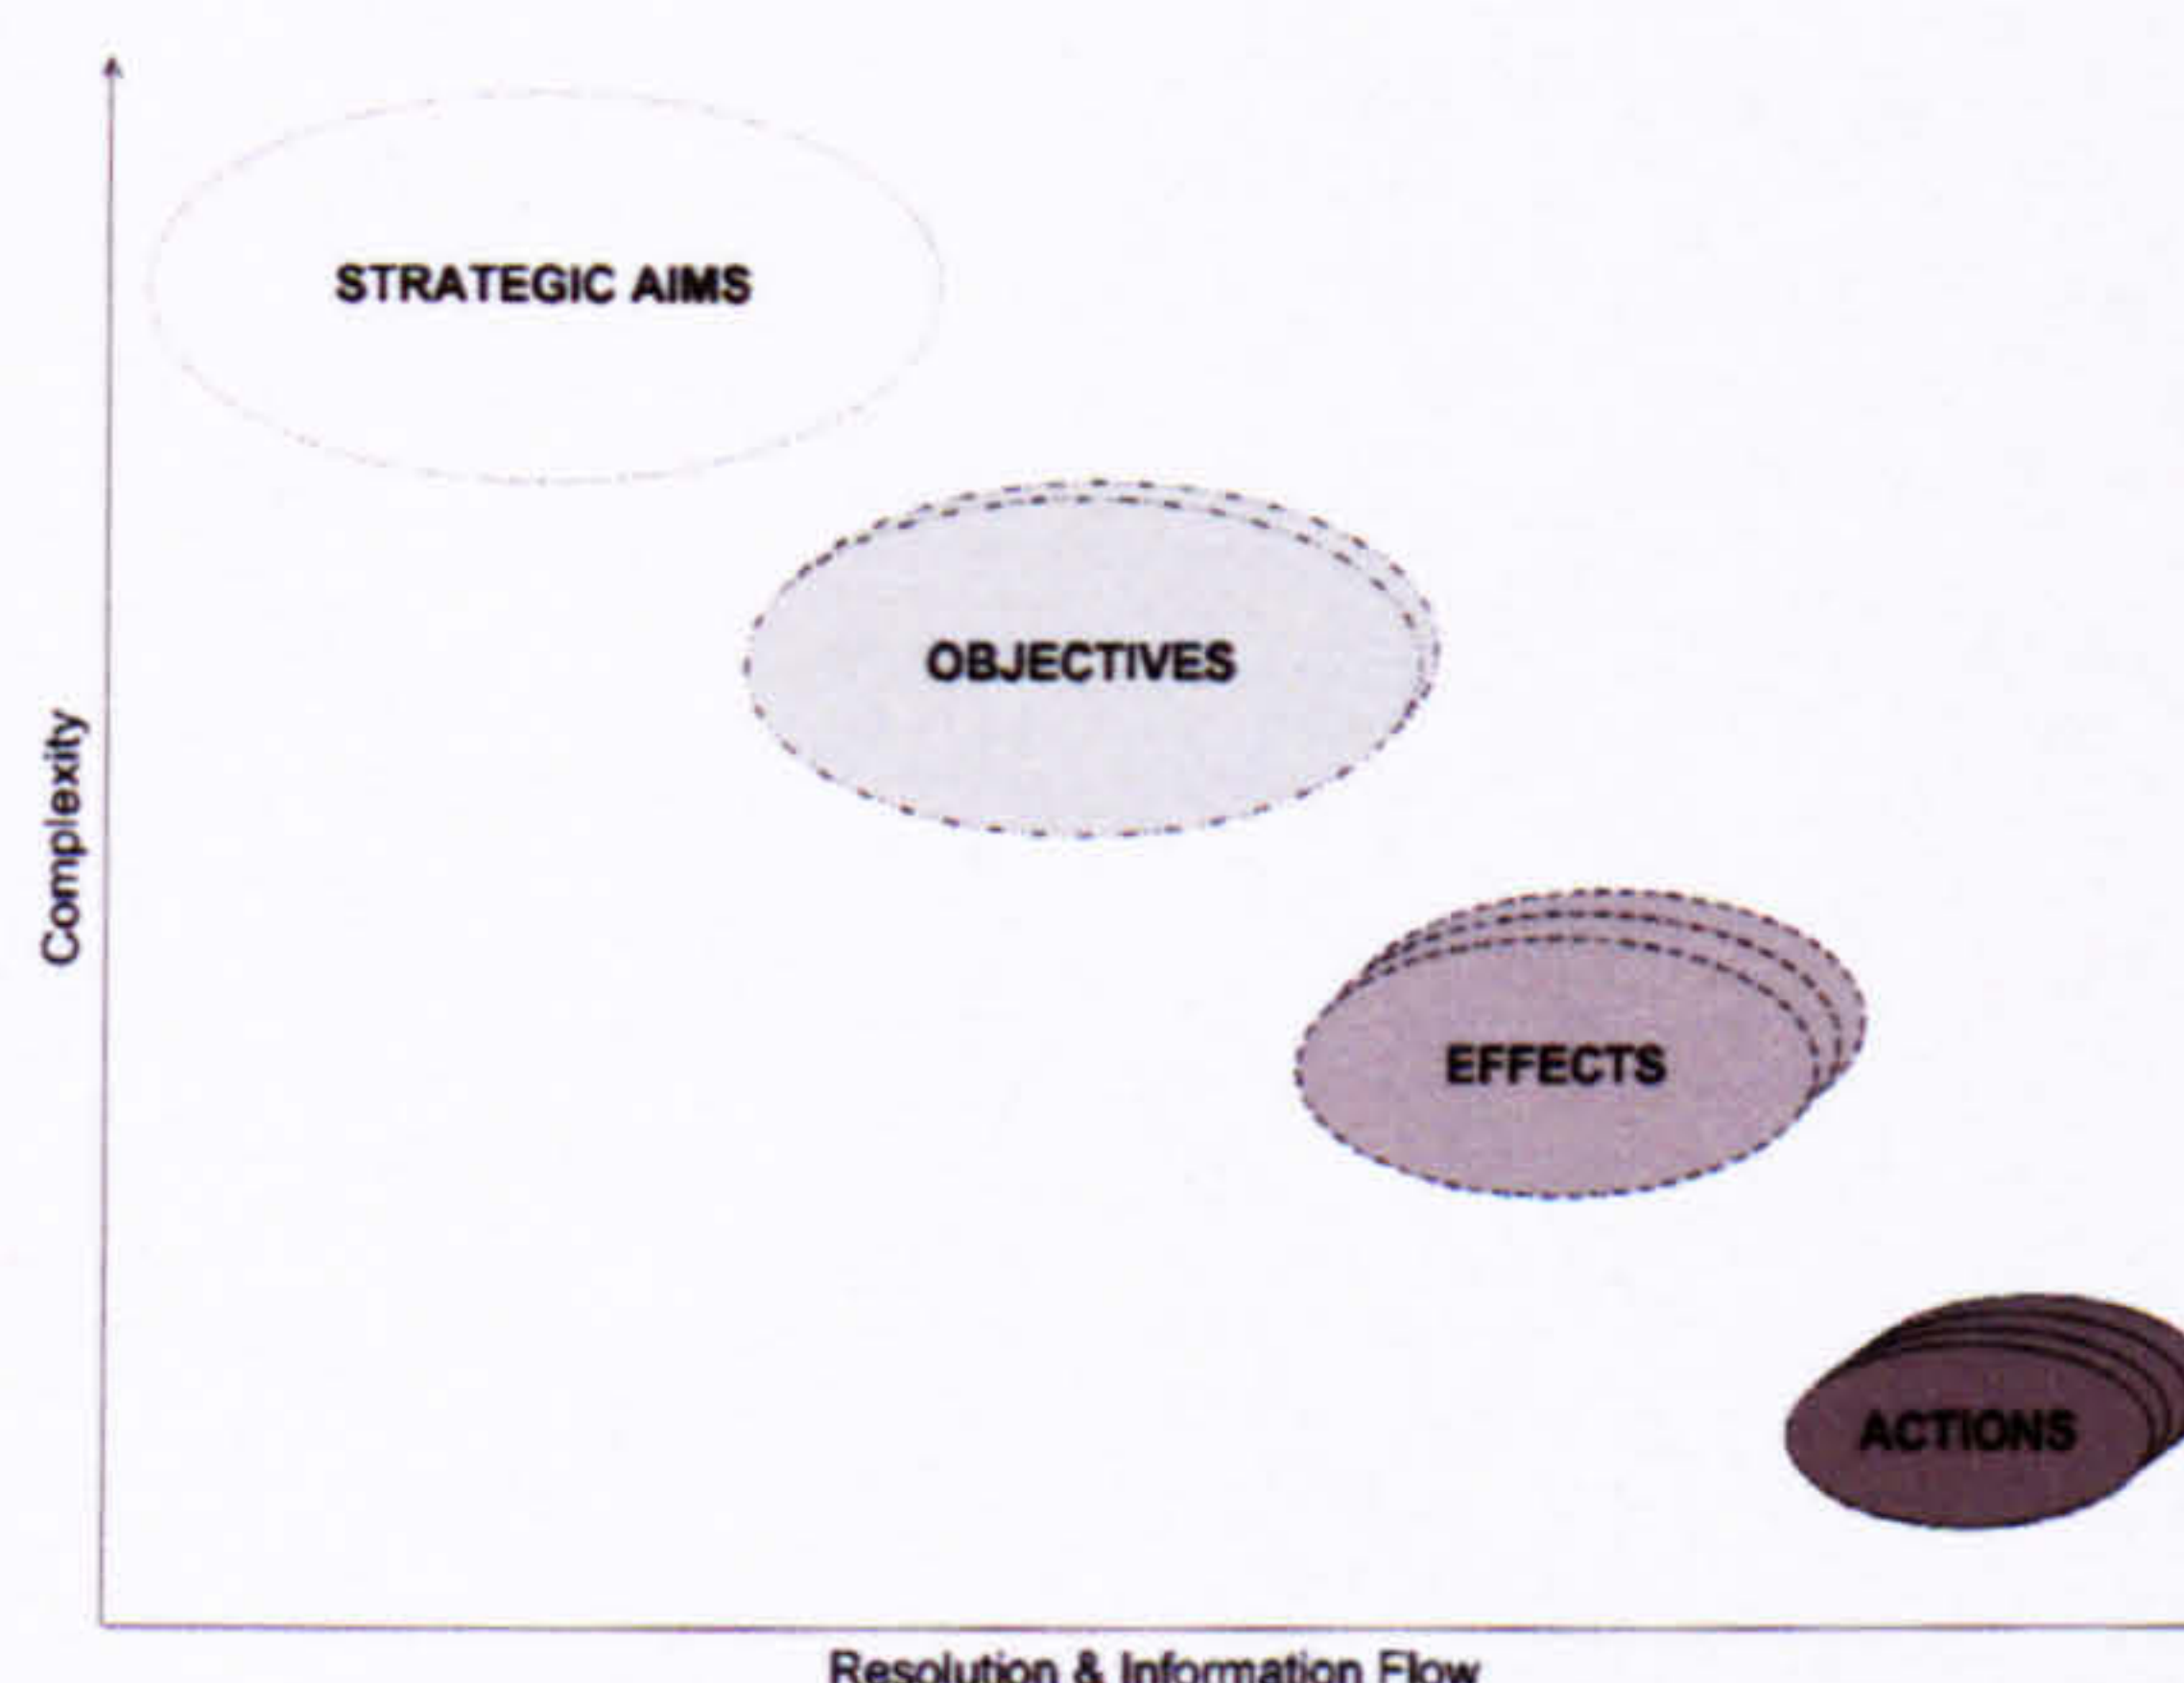 STRATEGIC AIMS
OBJECTIVES
Complexity
EFFECTS
ACTIONS
Resolution & Information Flow